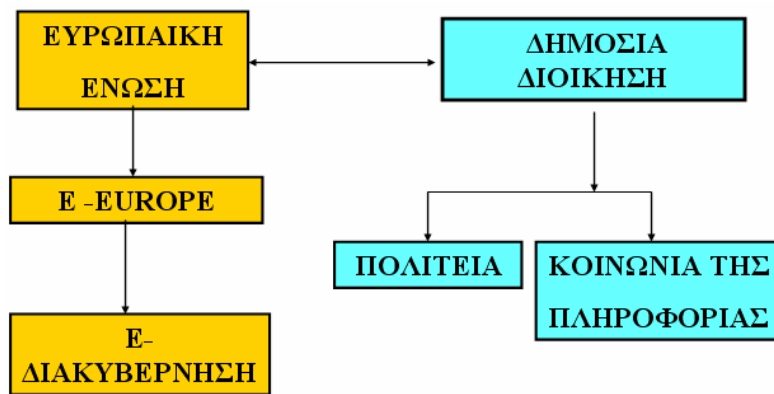 ΕΥΡΩΠΑΙΚΗ
ΕΝΩΣΗ
ΔΗΜΟΣΙΑ
ΔΙΟΙΚΗΣΗ
Ε -EUROPE
ΠΟΛΙΤΕΙΑ
ΚΟΙΝΩΝΙΑ ΤΗΣ
ΠΛΗΡΟΦΟΡΙΑΣ
Ε-
ΔΙΑΚΥΒΕΡΝΗΣΗ